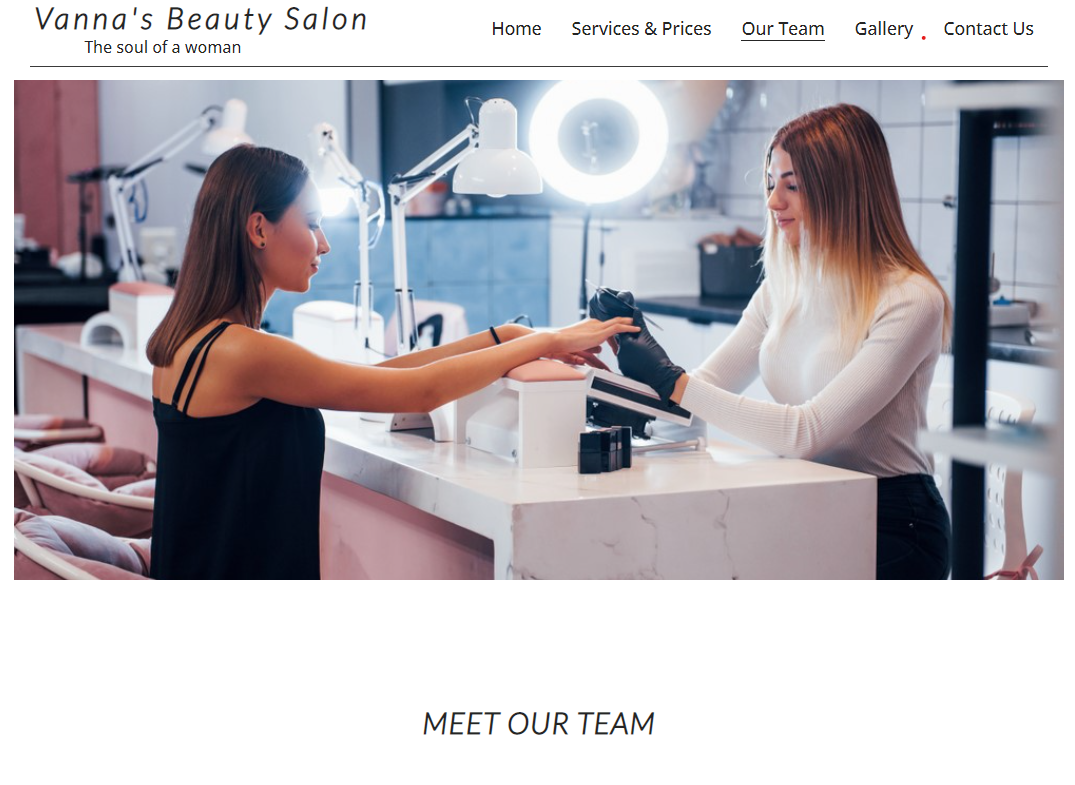 Vanna's Beauty Salon
The soul of a woman
Home Services & Prices Our Team Gallery Contact Us
MEET OUR TEAM